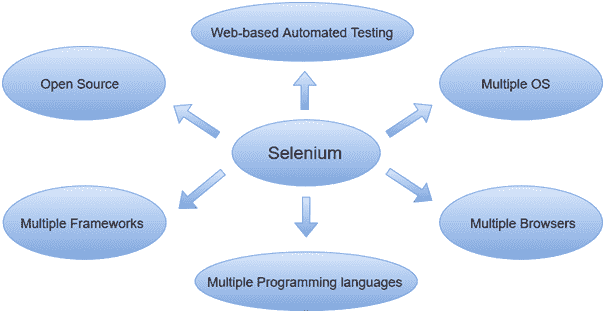 Web-based Automated Testing
Open Source
Multiple OS
Selenium
Multiple Frameworks
Multiple Browsers
Multiple Programming languages